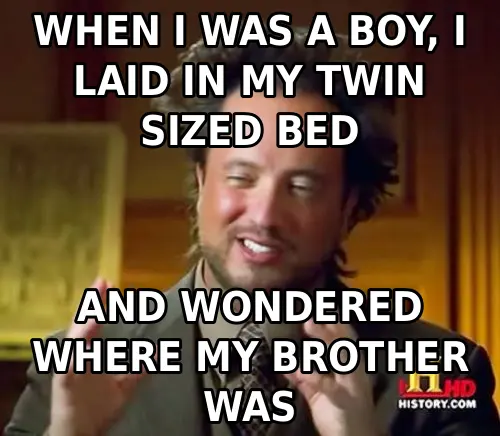 WHEN I WAS A BOY, I
LAID IN MY TWIN
SIZED BED
AND WONDERED
WHERE MY BROTHER
WAS
H HD
HISTORY.COM